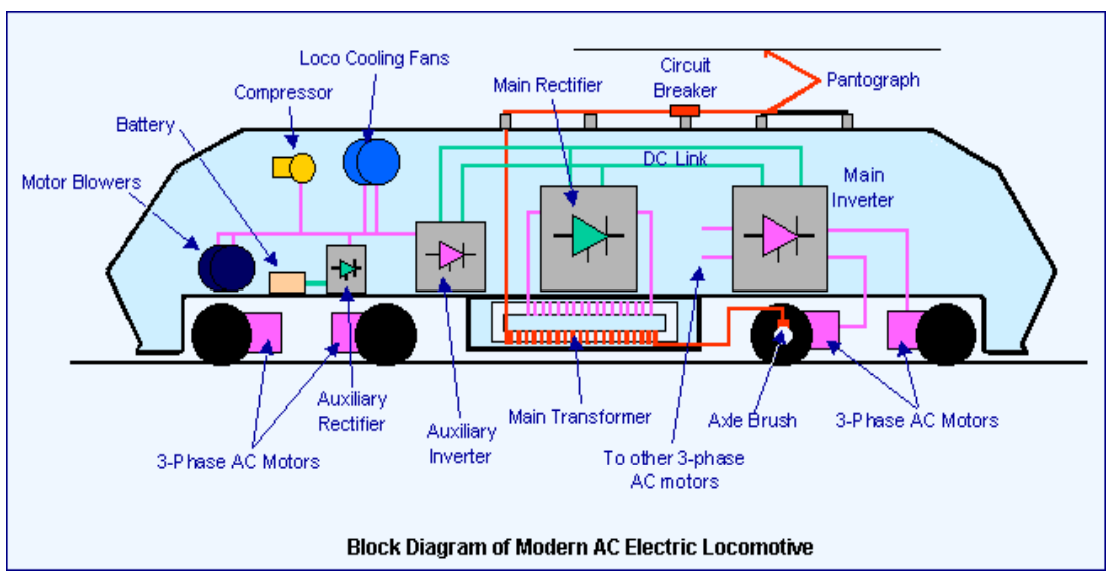 Loco Cooling Fans
Circuit
Breaker
Main Rectifier
Pantograph
Compressor
Battery
DC Link
Motor Blowers
Main
Inverter
Auxiliary
Rectifier
Auxiliary
Inverter
Main Transformer
Axle Brush
3-Phase AC Motors
3-Phase AC Motors
To other 3-phase
AC motors
Block Diagram of Modern AC Electric Locomotive